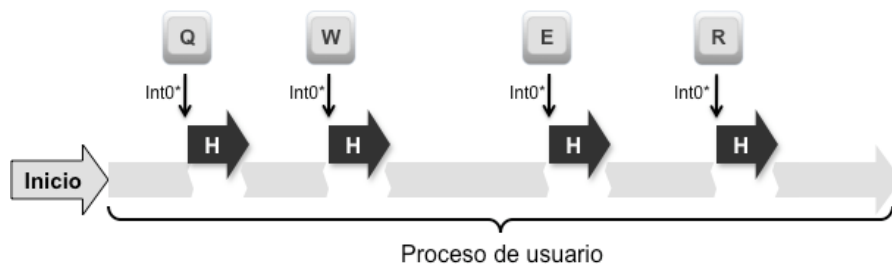 Q W E R
Int0* Int0* Int0* Int0*
H H H H
Inicio
Proceso de usuario